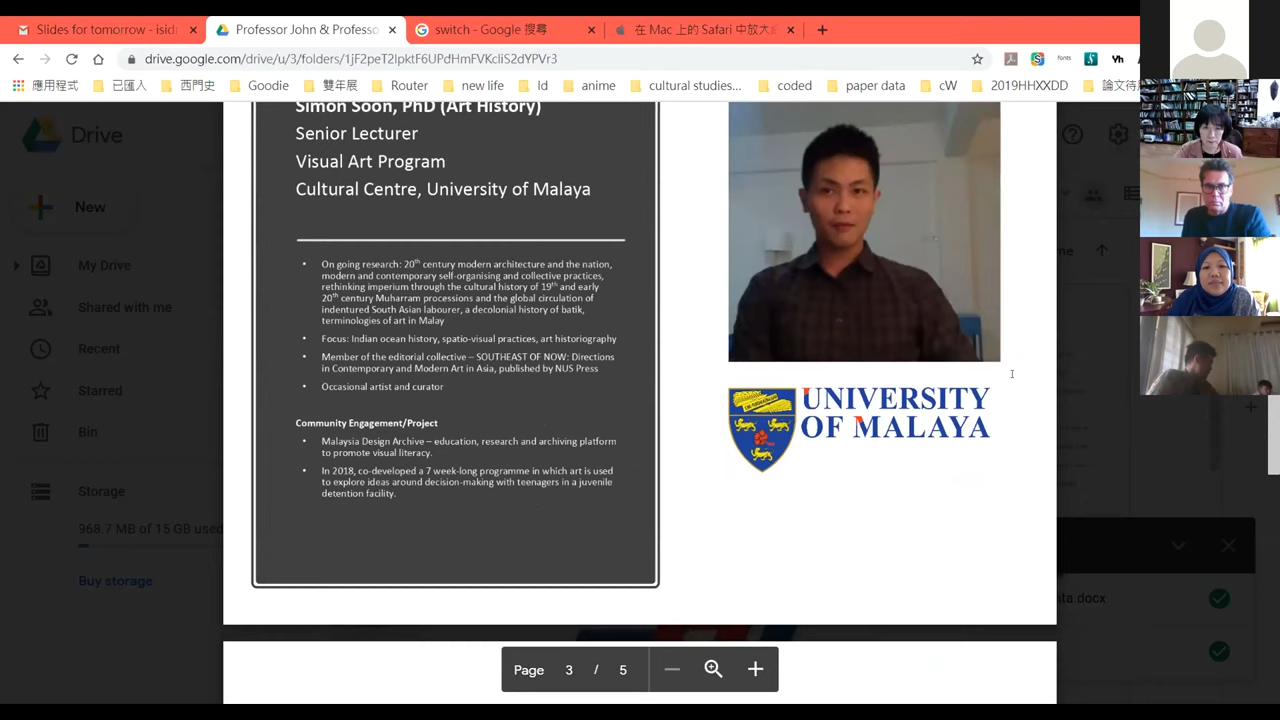 Slides for tomorrow - isid
Professor John & Professo
switch - Google 搜尋
在 Mac 上的 Safari 中放大
drive.google.com/drive/u/3/folders/1jF2peT2lpktF6UPdHmFVKcliS2dYPVr3
應用程式
已匯入
西門史
Goodie
雙年展
Router
new life
ld
anime
cultural studies...
coded
paper data
cW
2019HHXXDD
論文待
Fonts
Yh
Drive
New
My Drive
Shared with me
Recent
Starred
Bin
Storage
968.7 MB of 15 GB used
Buy storage
Simon Soon, PhD (Art History)
Senior Lecturer
Visual Art Program
Cultural Centre, University of Malaya
• On going research: 20th century modern architecture and the nation,
modern and contemporary self-organising and collective practices,
rethinking imperium through the cultural history of 19th and early
20th century Muharram processions and the global circulation of
indentured South Asian labourer, a decolonial history of batik,
terminologies of art in Malay
• Focus: Indian ocean history, spatio-visual practices, art historiography
• Member of the editorial collective – SOUTHEAST OF NOW: Directions
in Contemporary and Modern Art in Asia, published by NUS Press
• Occasional artist and curator
Community Engagement/Project
• Malaysia Design Archive – education, research and archiving platform
to promote visual literacy.
• In 2018, co-developed a 7 week-long programme in which art is used
to explore ideas around decision-making with teenagers in a juvenile
detention facility.
UNIVERSITY
OF MALAYA
ta.docx
Page 3 / 5